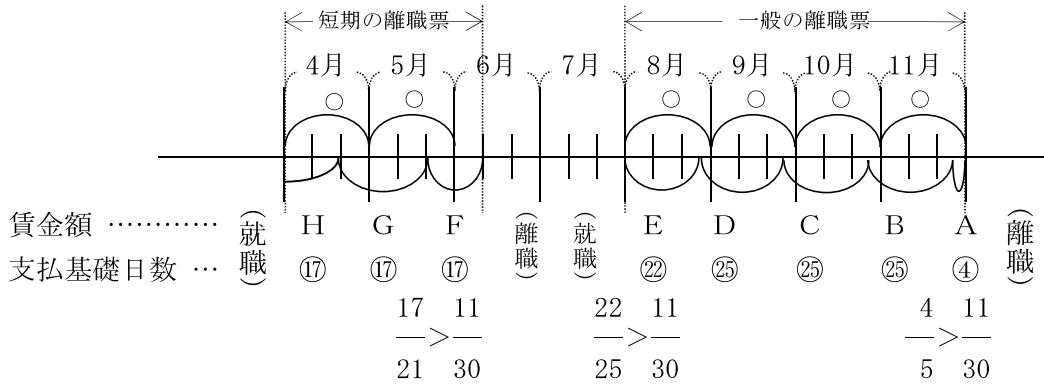 短期の離職票 一般の離職票
4月 5月 6月 7月 8月 9月 10月 11月
○ ○ ○ ○ ○ ○
賃金額 ………… (就職) H G F (離職) (就職) E D C B A (離職)
支払基礎日数 … ⑰ ⑰ ⑰ ㉒ ㉕ ㉕ ㉕ ④
17/21 > 11/30 22/25 > 11/30 4/5 > 11/30